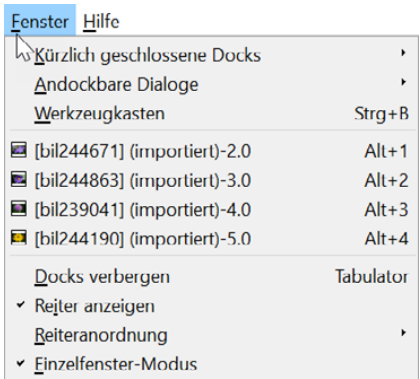 Fenster Hilfe
Kürzlich geschlossene Docks
Andockbare Dialoge
Werkzeugkasten Strg+B
[bil244671] (importiert)-2.0 Alt+1
[bil244863] (importiert)-3.0 Alt+2
[bil239041] (importiert)-4.0 Alt+3
[bil244190] (importiert)-5.0 Alt+4
Docks verbergen Tabulator
Reiter anzeigen
Reiteranordnung
Einzelfenster-Modus